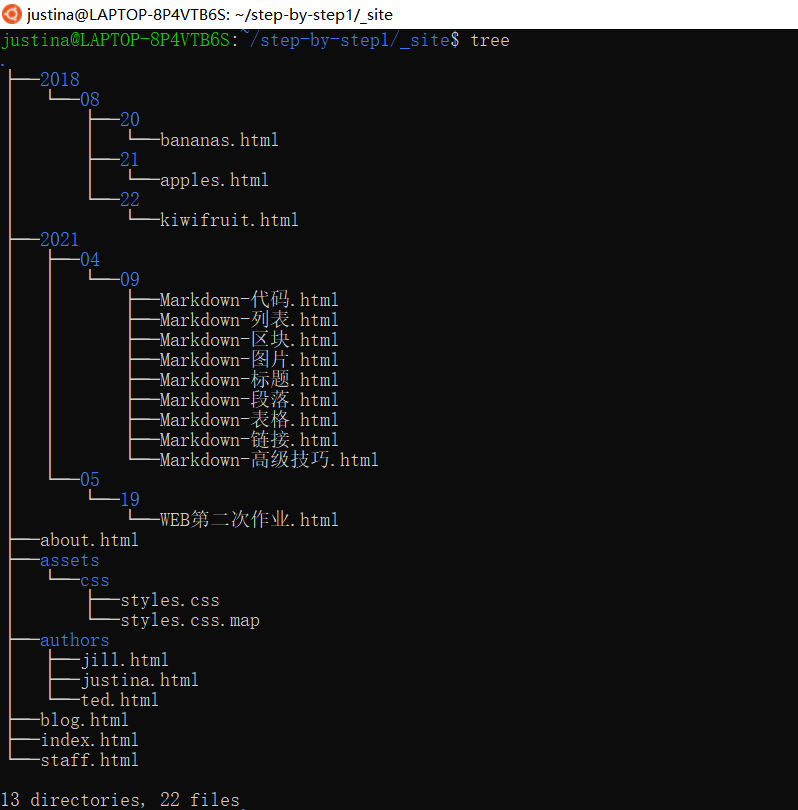 justina@LAPTOP-8P4VTB6S: ~/step-by-step1/_site
justina@LAPTOP-8P4VTB6S:~/step-by-step1/_site$ tree
.
├──2018
│   └──08
│       ├──20
│       │   └──bananas.html
│       ├──21
│       │   └──apples.html
│       └──22
│           └──kiwifruit.html
├──2021
│   ├──04
│   │   └──09
│   │       ├──Markdown-代码.html
│   │       ├──Markdown-列表.html
│   │       ├──Markdown-区块.html
│   │       ├──Markdown-图片.html
│   │       ├──Markdown-标题.html
│   │       ├──Markdown-段落.html
│   │       ├──Markdown-表格.html
│   │       ├──Markdown-链接.html
│   │       └──Markdown-高级技巧.html
│   └──05
│       └──19
│           └──WEB第二次作业.html
├──about.html
├──assets
│   └──css
│       ├──styles.css
│       └──styles.css.map
├──authors
│   ├──jill.html
│   ├──justina.html
│   └──ted.html
├──blog.html
├──index.html
└──staff.html
13 directories, 22 files